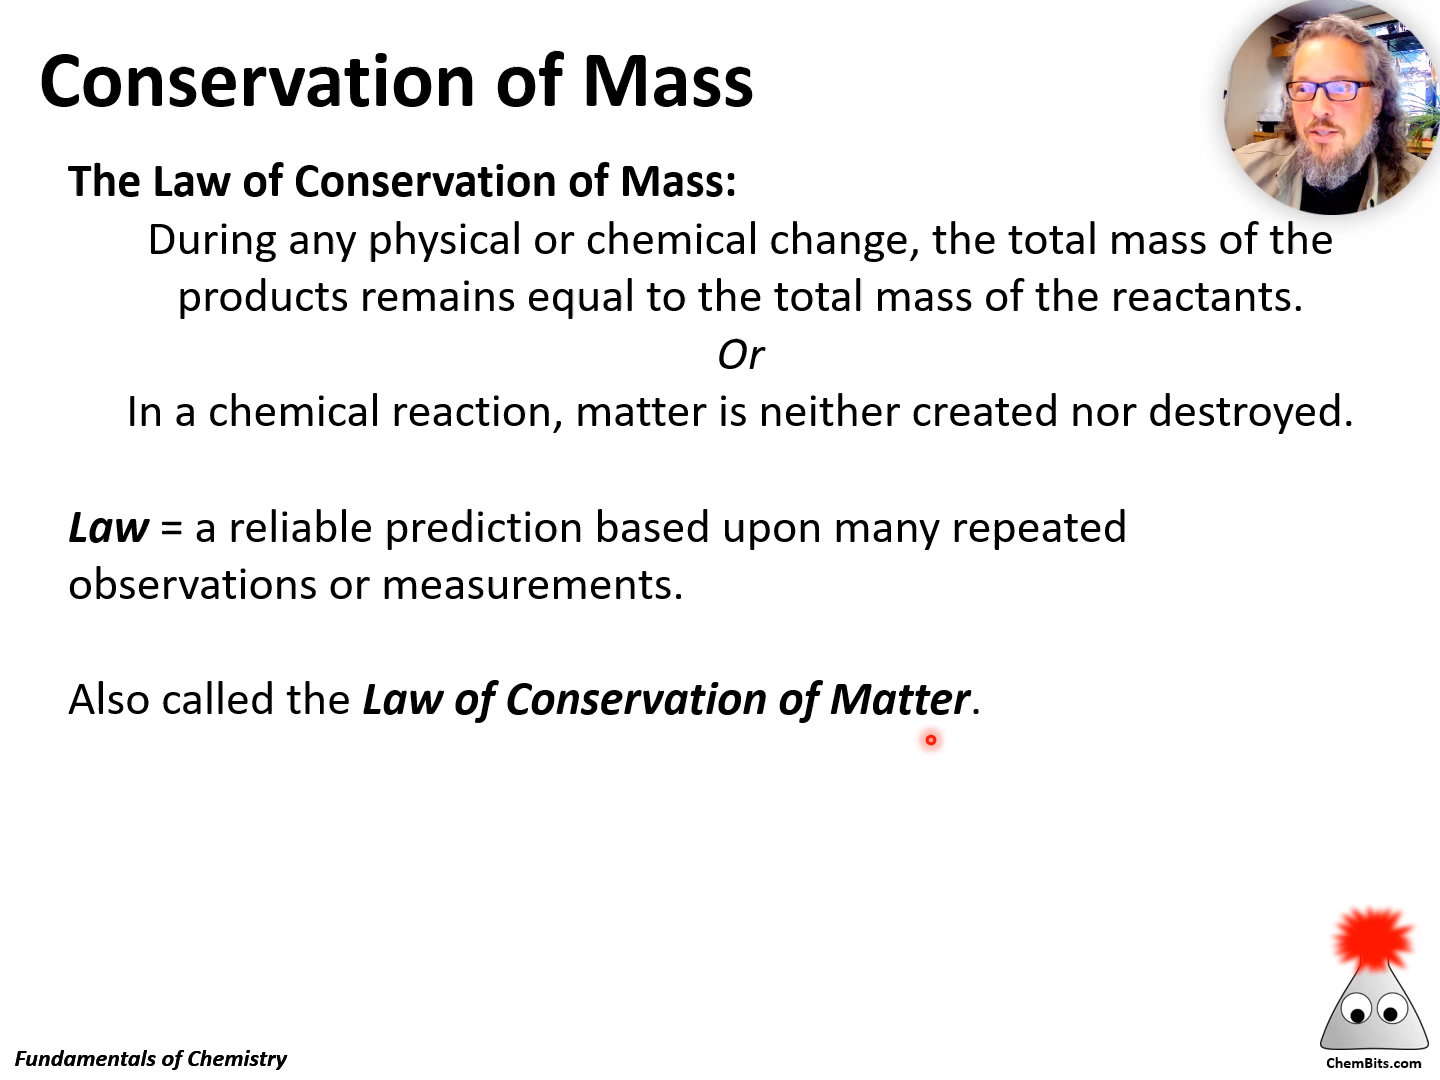 Conservation of Mass
The Law of Conservation of Mass:
During any physical or chemical change, the total mass of the
products remains equal to the total mass of the reactants.
Or
In a chemical reaction, matter is neither created nor destroyed.
Law = a reliable prediction based upon many repeated
observations or measurements.
Also called the Law of Conservation of Matter.
Fundamentals of Chemistry
ChemBits.com